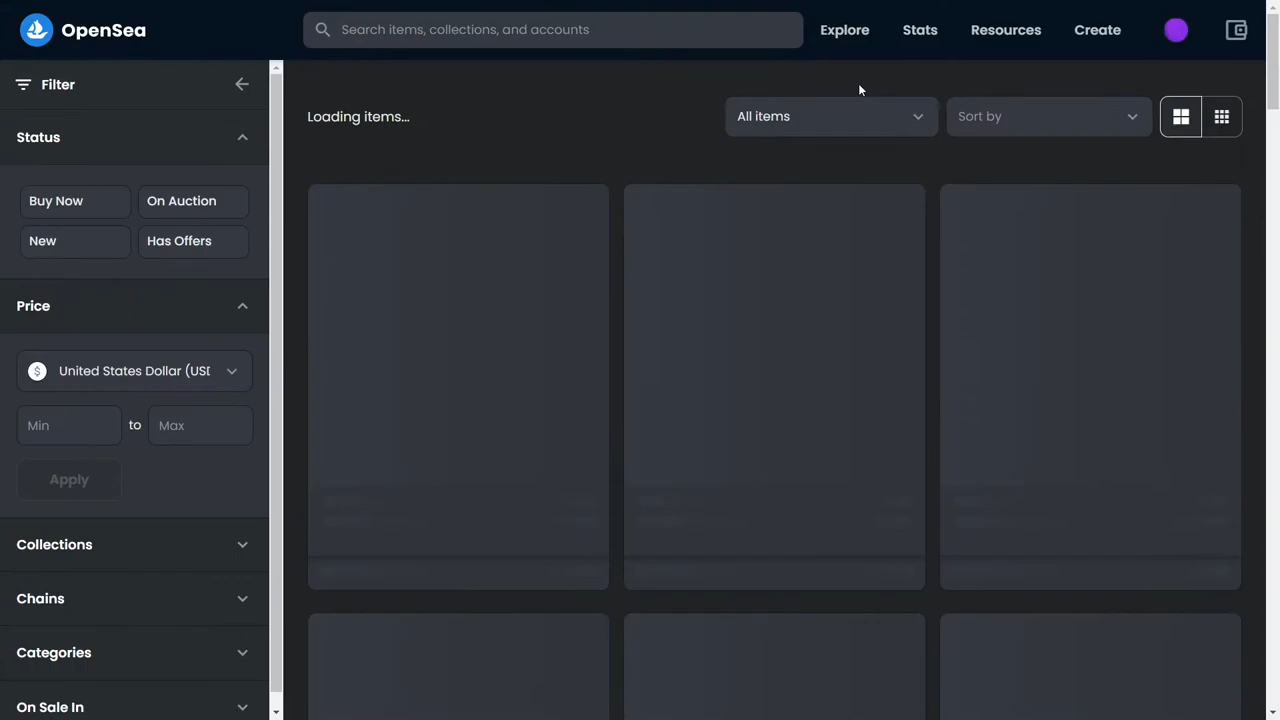 OpenSea
Search items, collections, and accounts
Explore
Stats
Resources
Create
Filter
Loading items...
All items
Sort by
Status
Buy Now
On Auction
New
Has Offers
Price
$
United States Dollar (USD
Min
to
Max
Apply
Collections
Chains
Categories
On Sale In